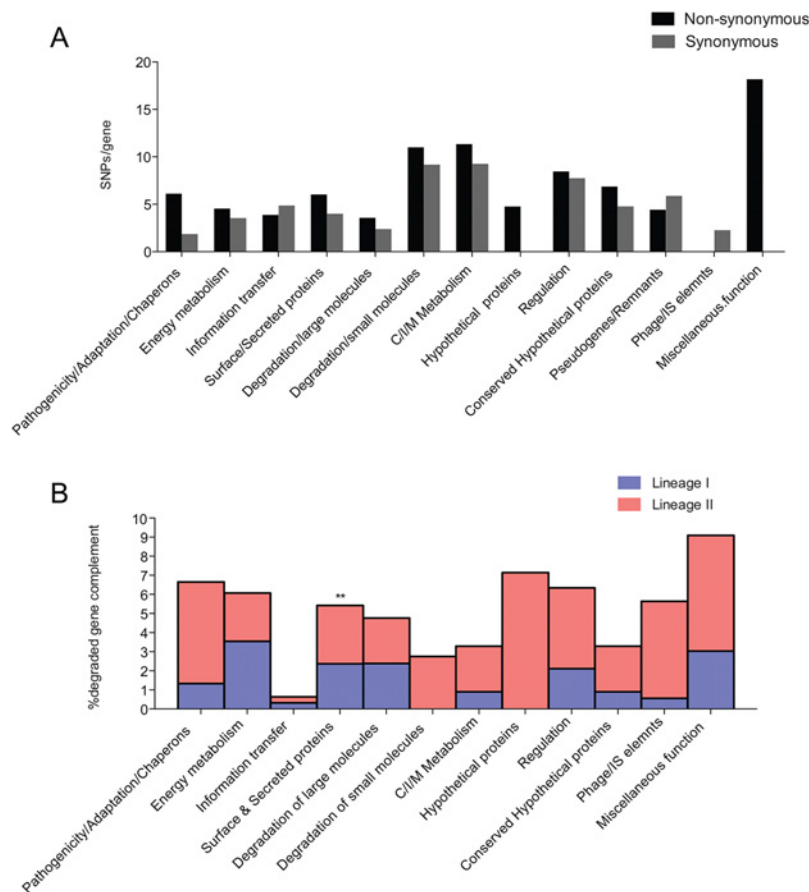 A
Non-synonymous
Synonymous
SNPs/gene
20
15
10
5
0
Pathogenicity/Adaptation/Chaperons
Energy metabolism
Information transfer
Surface/Secreted proteins
Degradation/large molecules
Degradation/small molecules
C/I/M Metabolism
Hypothetical proteins
Regulation
Conserved Hypothetical proteins
Pseudogenes/Remnants
Phage/IS elemnts
Miscellaneous.function
B
Lineage I
Lineage II
%degraded gene complement
10
9
8
7
6
5
4
3
2
1
0
**
Pathogenicity/Adaptation/Chaperons
Energy metabolism
Information transfer
Surface & Secreted proteins
Degradation of large molecules
Degradation of small molecules
C/I/M Metabolism
Hypothetical proteins
Regulation
Conserved Hypothetical proteins
Phage/IS elemnts
Miscellaneous function